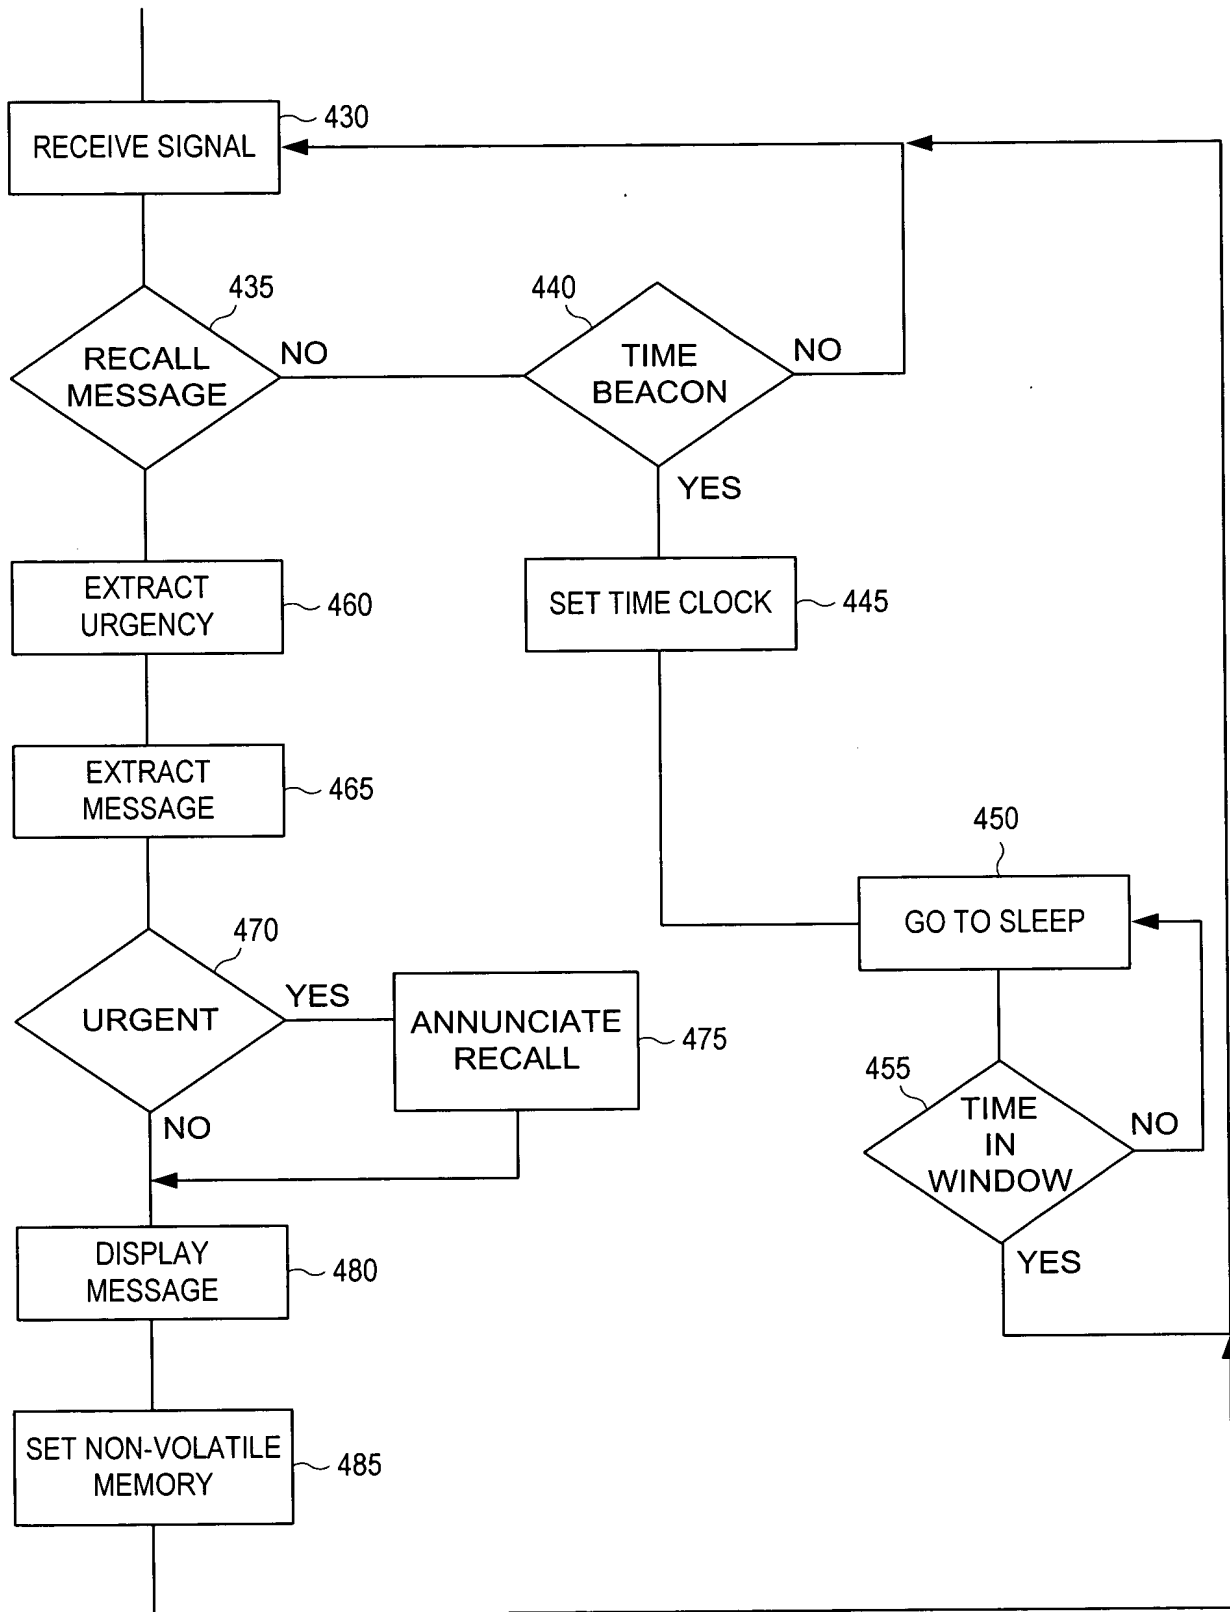 430
RECEIVE SIGNAL
435
RECALL
MESSAGE
NO
440
TIME
BEACON
NO
YES
EXTRACT
URGENCY
460
SET TIME CLOCK
445
EXTRACT
MESSAGE
465
450
GO TO SLEEP
470
URGENT
YES
NO
ANNUNCIATE
RECALL
475
455
TIME
IN
WINDOW
NO
YES
DISPLAY
MESSAGE
480
SET NON-VOLATILE
MEMORY
485